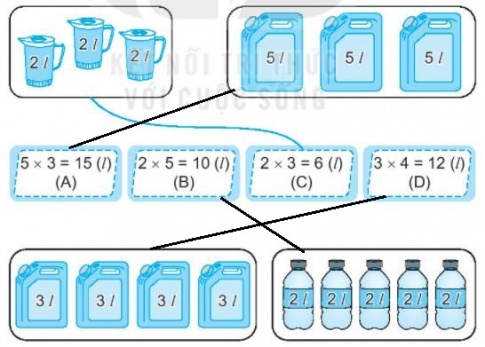 2 l 2 l 2 l
5 l 5 l 5 l
KẾT NỐI TRI THỨC
VỚI CUỘC SỐNG
5 × 3 = 15 (l) 2 × 5 = 10 (l) 2 × 3 = 6 (l) 3 × 4 = 12 (l)
(A) (B) (C) (D)
3 l 3 l 3 l 3 l
2 l 2 l 2 l 2 l 2 l